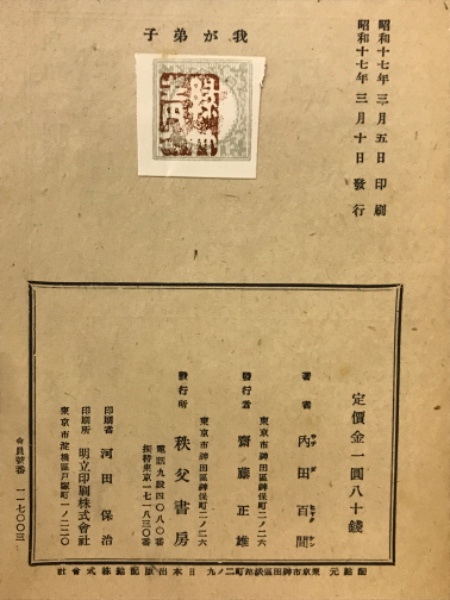 我が弟子
昭和十七年三月五日印刷
昭和十七年三月十日發行
定價金一圓八十錢
著者 內田百間
東京市神田區神保町二ノ二六
發行者 齋藤正雄
東京市神田區神保町二ノ二六
發行所 秩父書房
電話九段四〇八〇番
振替東京一七一八三〇番
印刷者 河田保治
印刷所 明立印刷株式會社
東京市淀橋區戸塚町一ノ二二〇
會員號番 一一七〇〇三
配給元 東京市神田區淡路町二ノ九 日本出版配給株式會社